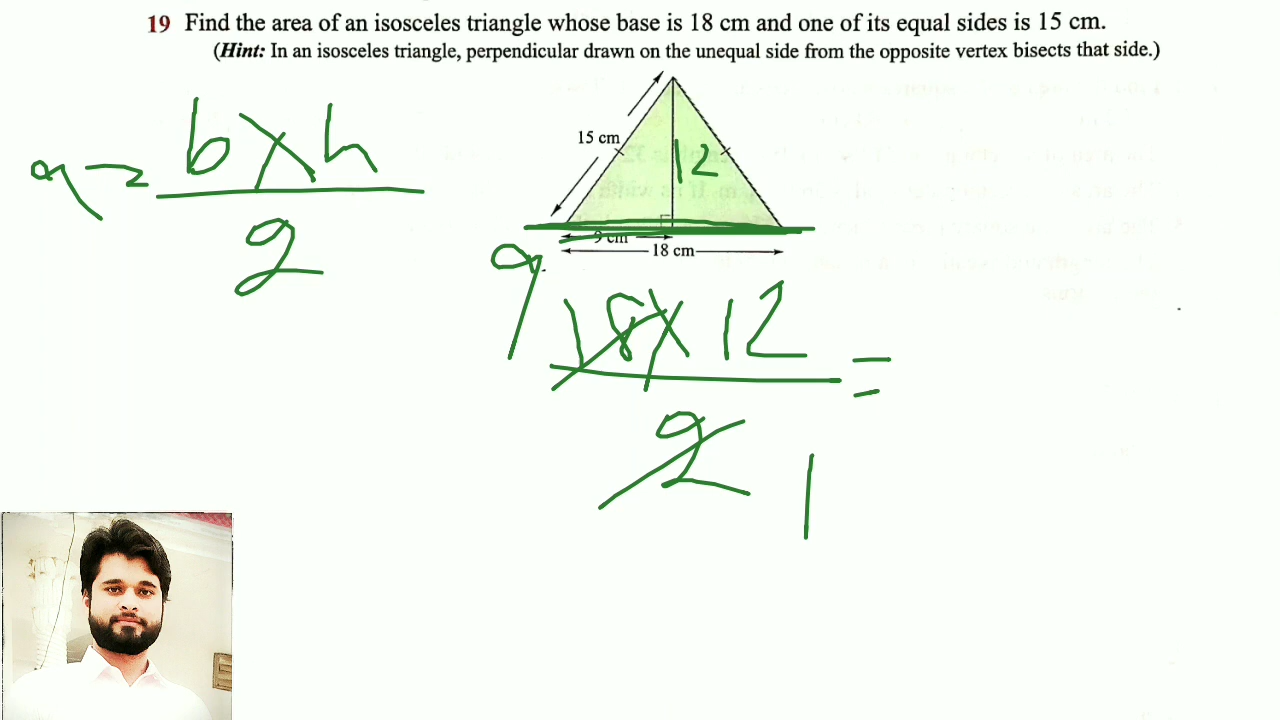 19 Find the area of an isosceles triangle whose base is 18 cm and one of its equal sides is 15 cm.
(Hint: In an isosceles triangle, perpendicular drawn on the unequal side from the opposite vertex bisects that side.)
15 cm
12
b×h
a=
2
9 cm
18 cm
9
18×12
=
2
1